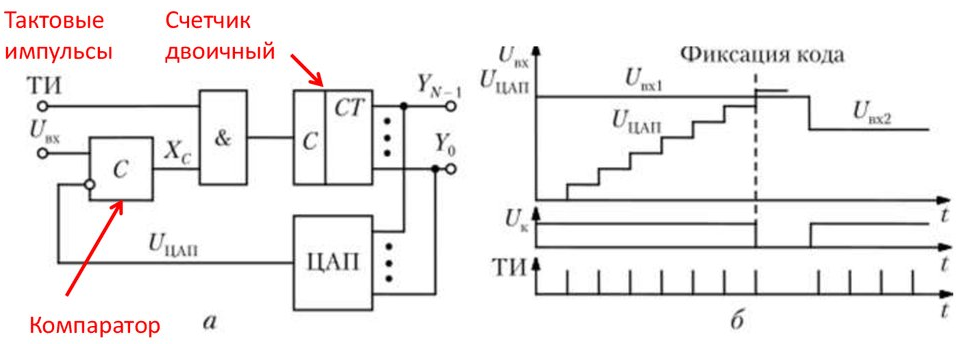 Тактовые
импульсы
Счетчик
двоичный
ТИ
Uвх
C
XC
&
C
CT
YN−1
Y0
UЦАП
ЦАП
Компаратор
а
Uвх
UЦАП
Фиксация кода
Uвх1
UЦАП
Uвх2
t
Uк
t
ТИ
t
б